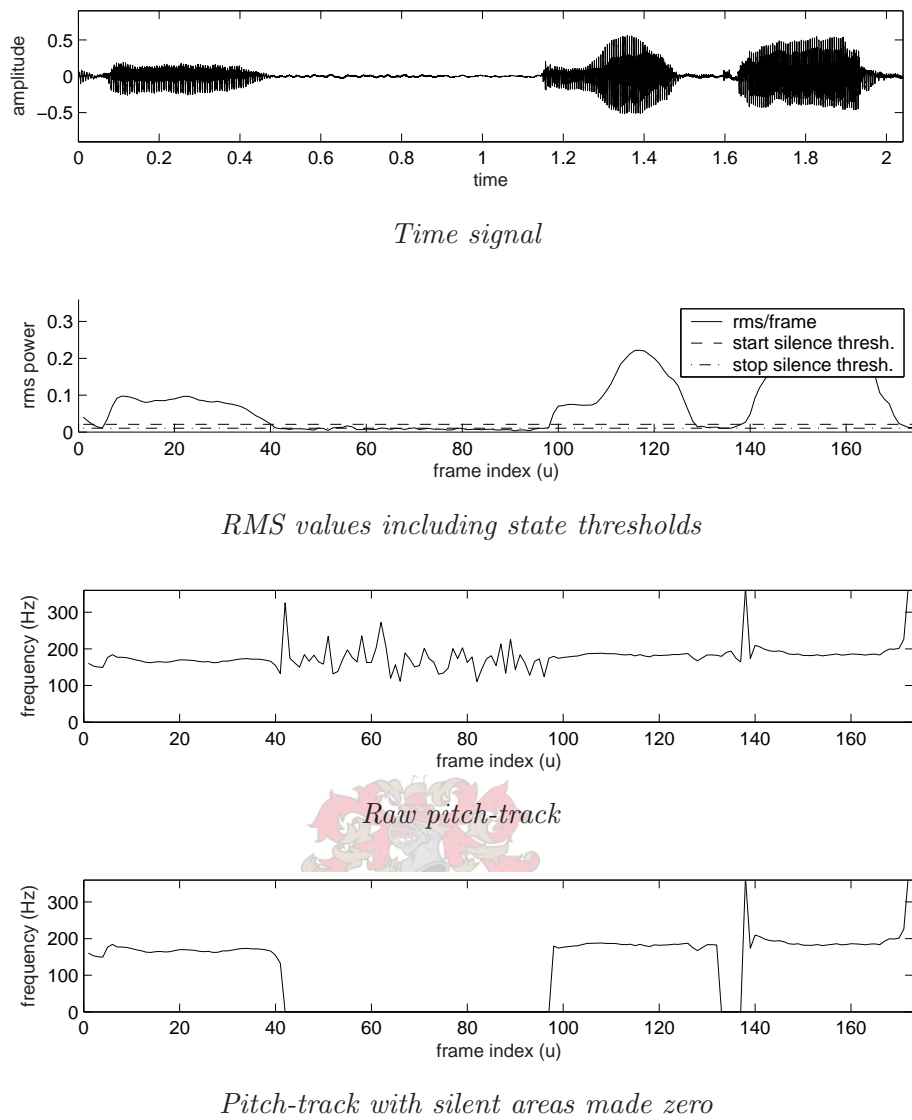 0.5
0
−0.5
amplitude
0 0.2 0.4 0.6 0.8 1 1.2 1.4 1.6 1.8 2
time
Time signal
0.3
0.2
0.1
0
rms power
rms/frame
start silence thresh.
stop silence thresh.
0 20 40 60 80 100 120 140 160
frame index (u)
RMS values including state thresholds
300
200
100
0
frequency (Hz)
0 20 40 60 80 100 120 140 160
frame index (u)
Raw pitch-track
300
200
100
0
frequency (Hz)
0 20 40 60 80 100 120 140 160
frame index (u)
Pitch-track with silent areas made zero